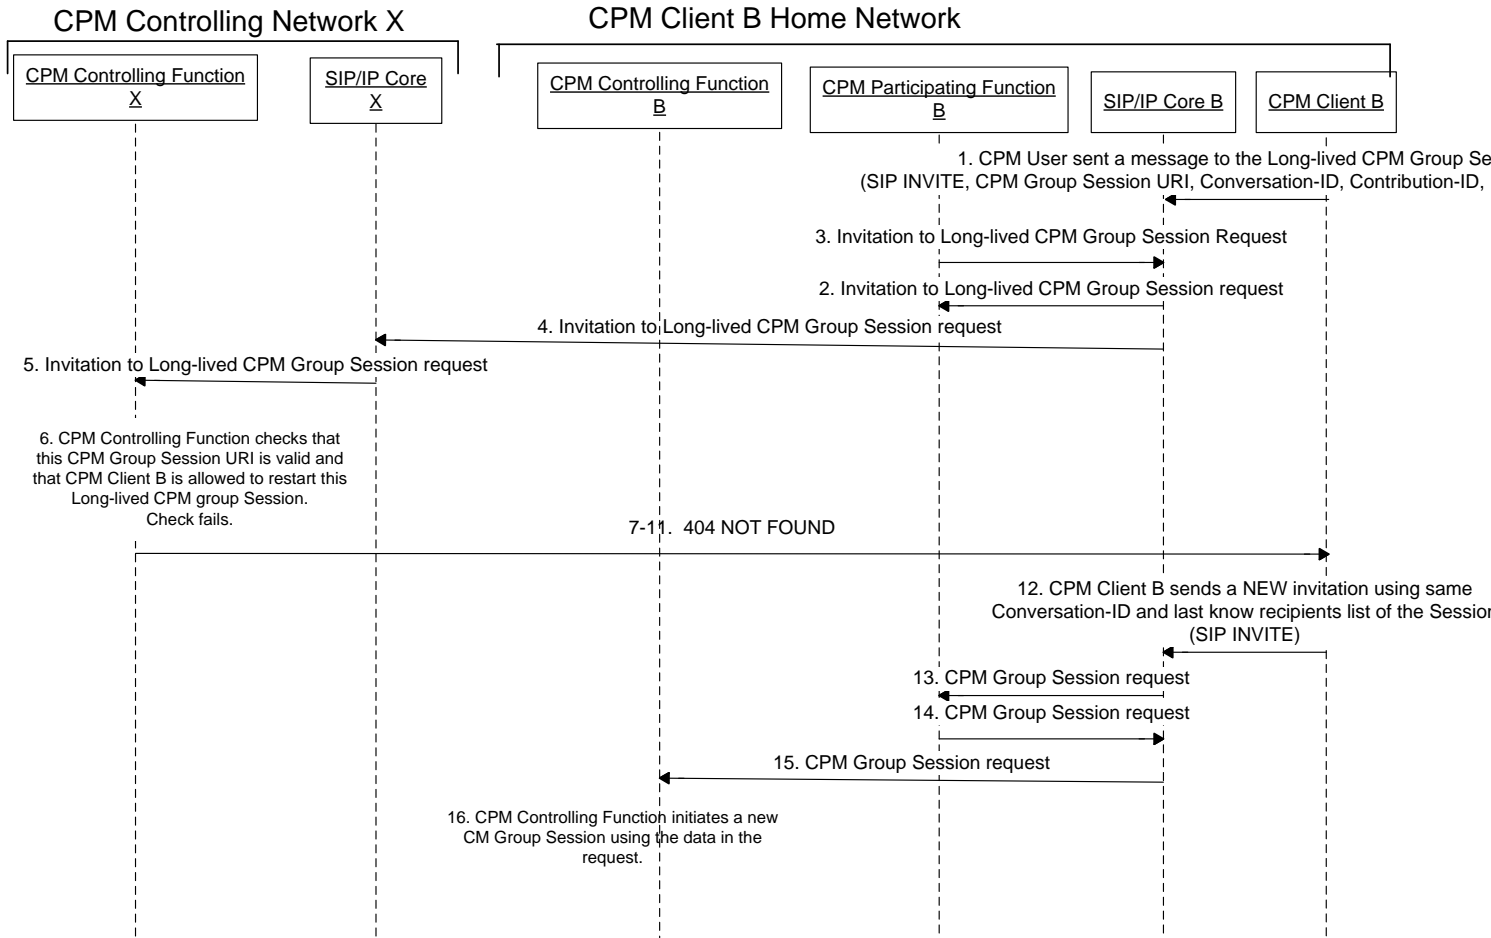 CPM Controlling Network X
CPM Client B Home Network
CPM Controlling Function
X
SIP/IP Core
X
CPM Controlling Function
B
CPM Participating Function
B
SIP/IP Core B
CPM Client B
1. CPM User sent a message to the Long-lived CPM Group Se
(SIP INVITE, CPM Group Session URI, Conversation-ID, Contribution-ID,
3. Invitation to Long-lived CPM Group Session Request
2. Invitation to Long-lived CPM Group Session request
4. Invitation to Long-lived CPM Group Session request
5. Invitation to Long-lived CPM Group Session request
6. CPM Controlling Function checks that
this CPM Group Session URI is valid and
that CPM Client B is allowed to restart this
Long-lived CPM group Session.
Check fails.
7-11. 404 NOT FOUND
12. CPM Client B sends a NEW invitation using same
Conversation-ID and last know recipients list of the Session
(SIP INVITE)
13. CPM Group Session request
14. CPM Group Session request
15. CPM Group Session request
16. CPM Controlling Function initiates a new
CM Group Session using the data in the
request.